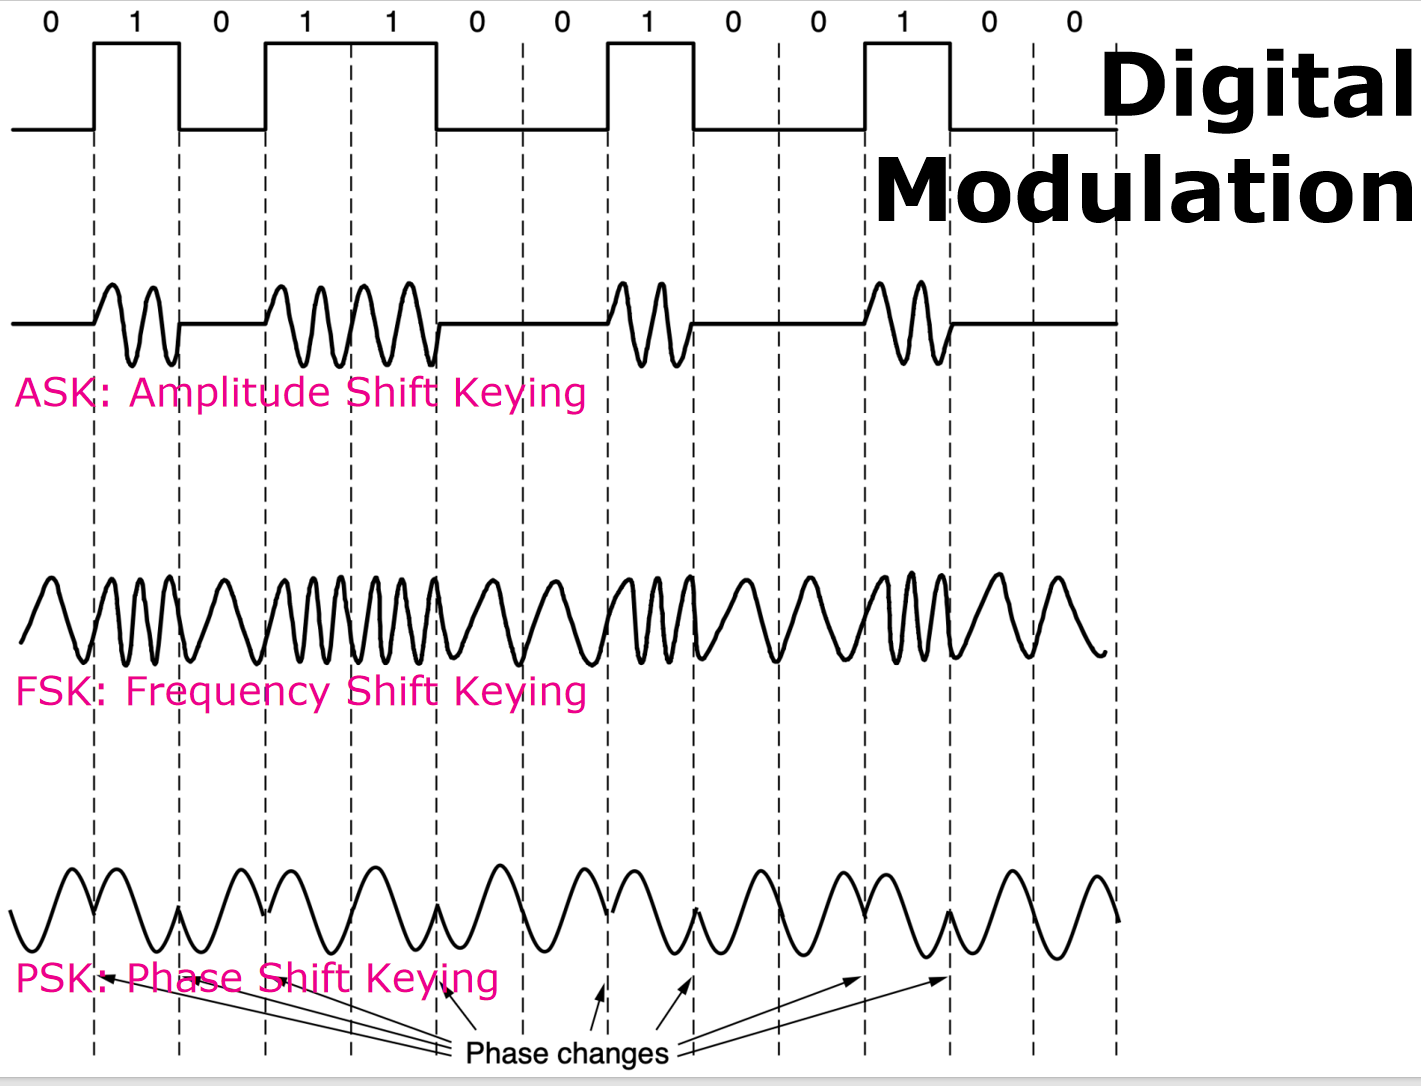 0 1 0 1 1 0 0 1 0 0 1 0 0
Digital
Modulation
ASK: Amplitude Shift Keying
FSK: Frequency Shift Keying
PSK: Phase Shift Keying
Phase changes